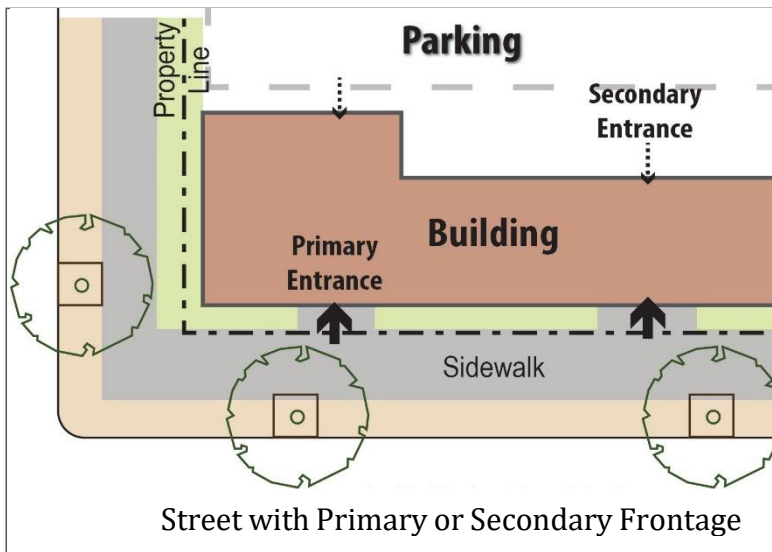 Parking
Property
Line
Secondary
Entrance
Building
Primary
Entrance
Sidewalk
Street with Primary or Secondary Frontage